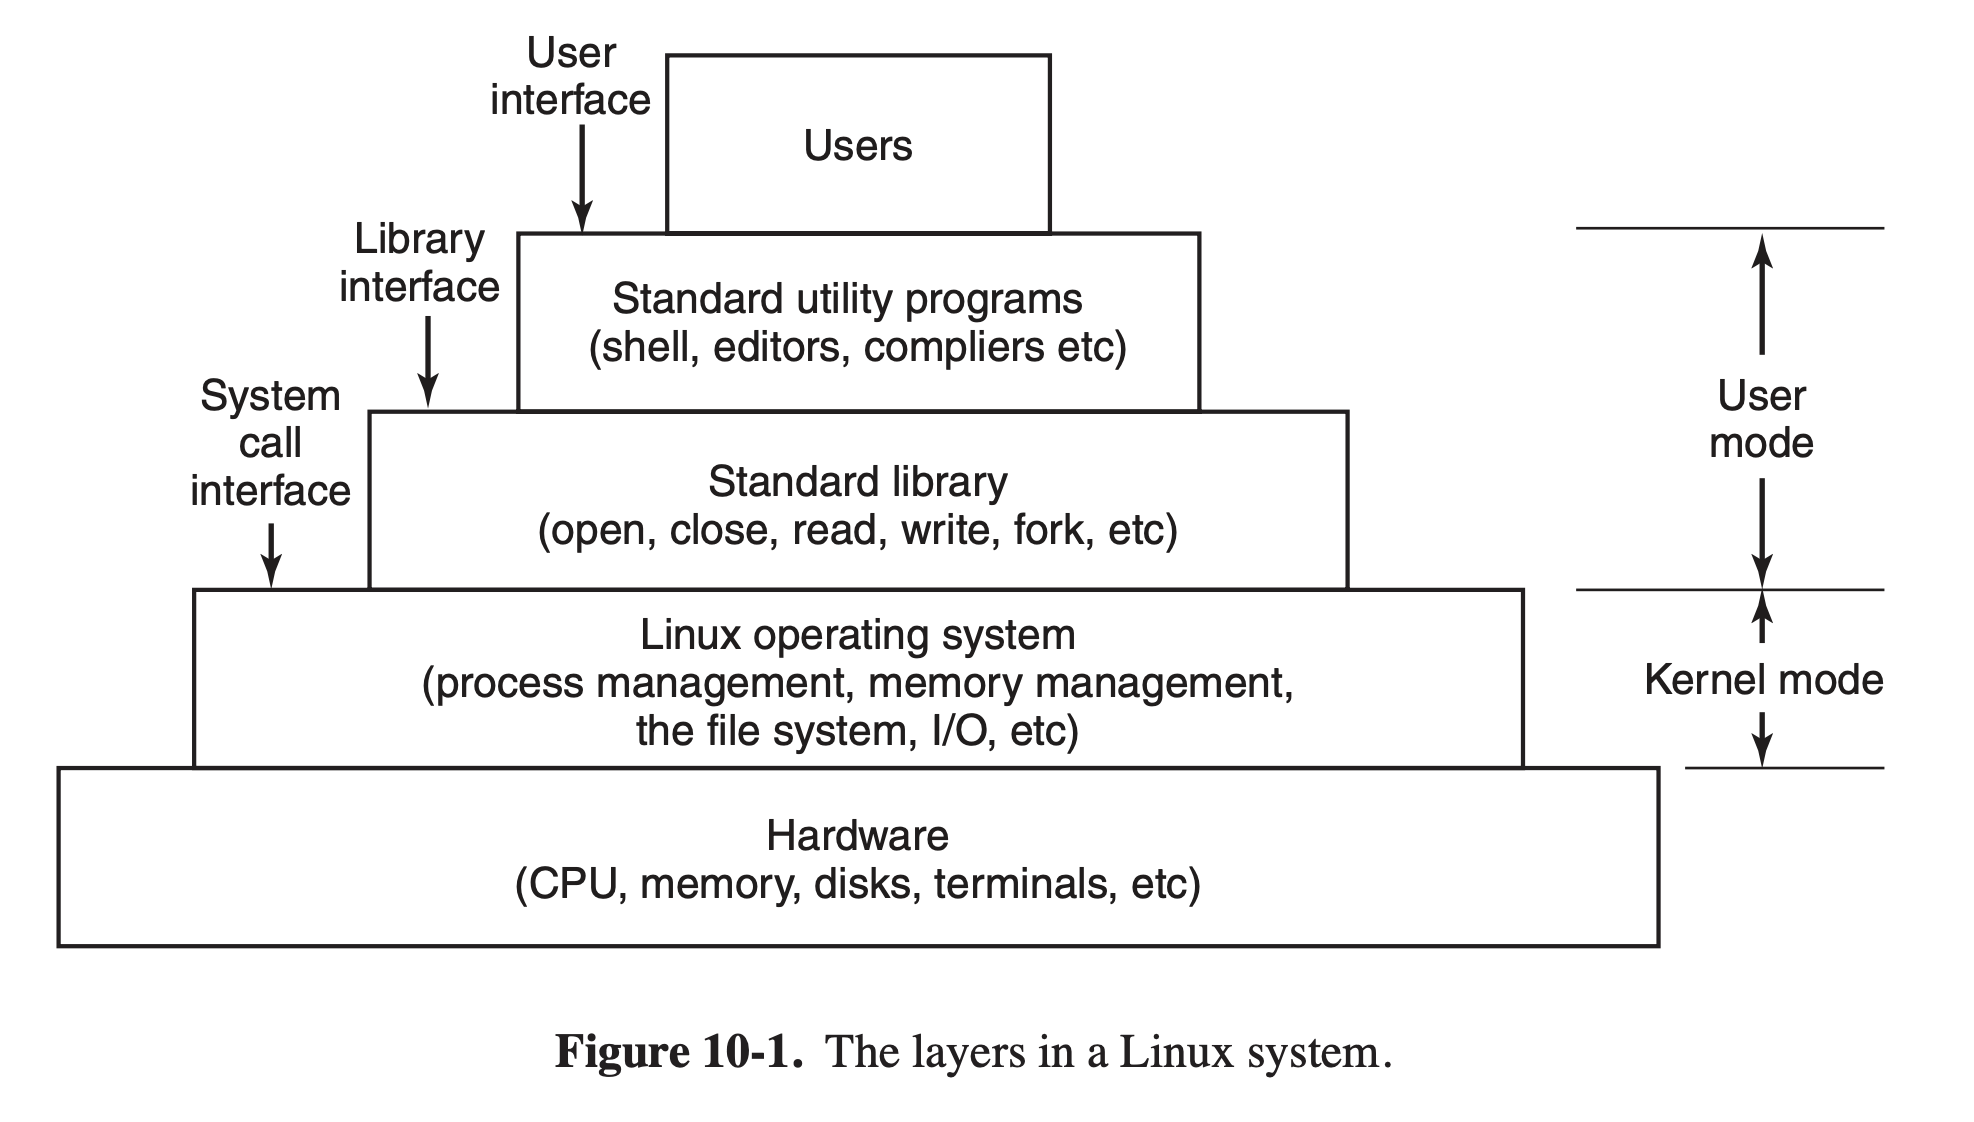 User
interface
Users
Library
interface
Standard utility programs
(shell, editors, compliers etc)
System
call
interface
User
mode
Standard library
(open, close, read, write, fork, etc)
Linux operating system
(process management, memory management,
the file system, I/O, etc)
Kernel mode
Hardware
(CPU, memory, disks, terminals, etc)
Figure 10-1. The layers in a Linux system.